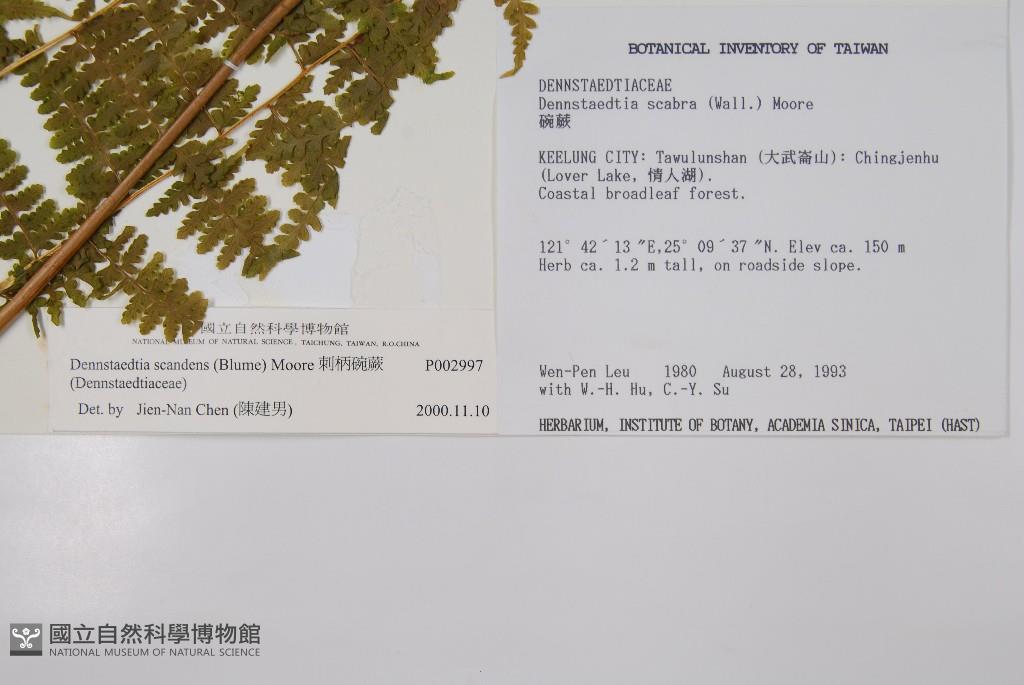 BOTANICAL INVENTORY OF TAIWAN
DENNSTAEDTIACEAE
Dennstaedtia scabra (Wall.) Moore
碗蕨
KEELUNG CITY: Tawulunshan (大武崙山): Chingjenhu
(Lover Lake, 情人湖).
Coastal broadleaf forest.
121° 42´13 ″E,25° 09´37 ″N. Elev ca. 150 m
Herb ca. 1.2 m tall, on roadside slope.
Wen-Pen Leu 1980 August 28, 1993
with W.-H. Hu, C.-Y. Su
HERBARIUM, INSTITUTE OF BOTANY, ACADEMIA SINICA, TAIPEI (HAST)
國立自然科學博物館
NATIONAL MUSEUM OF NATURAL SCIENCE, TAICHUNG, TAIWAN, R.O.CHINA
Dennstaedtia scandens (Blume) Moore 刺柄碗蕨 P002997
(Dennstaedtiaceae)
Det. by Jien-Nan Chen (陳建男) 2000.11.10
國立自然科學博物館
NATIONAL MUSEUM OF NATURAL SCIENCE